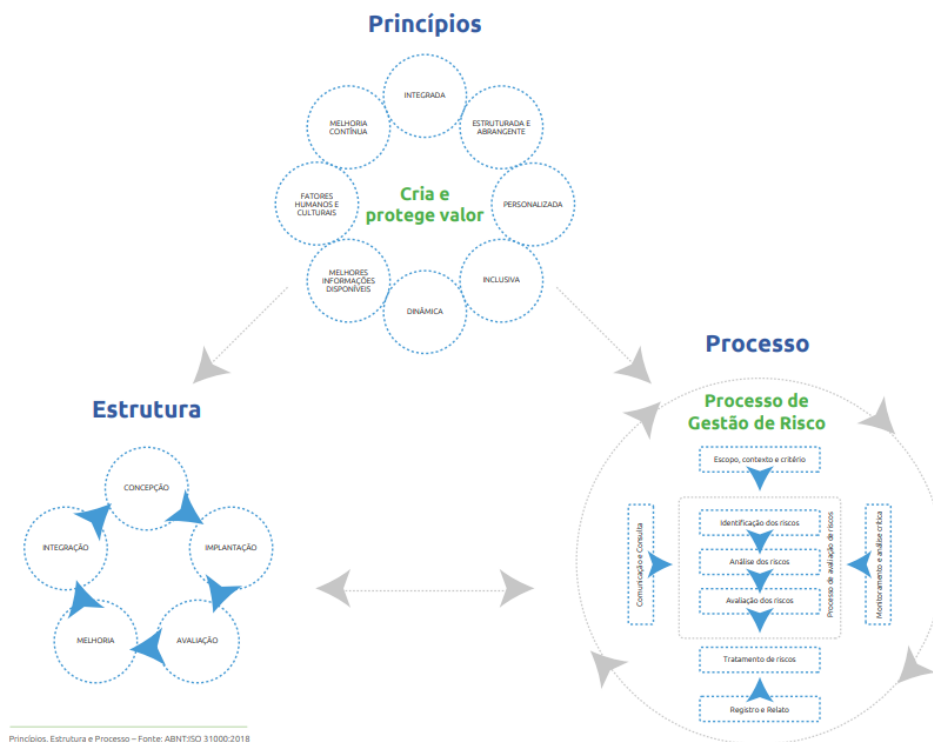 Princípios
INTEGRADA
ESTRUTURADA E
ABRANGENTE
PERSONALIZADA
INCLUSIVA
DINÂMICA
MELHORES
INFORMAÇÕES
DISPONÍVEIS
FATORES
HUMANOS E
CULTURAIS
MELHORIA
CONTÍNUA
Cria e
protege valor
Estrutura
CONCEPÇÃO
IMPLANTAÇÃO
AVALIAÇÃO
MELHORIA
INTEGRAÇÃO
Processo
Processo de
Gestão de Risco
Escopo, contexto e critério
Comunicação e Consulta
Identificação dos riscos
Análise dos riscos
Avaliação dos riscos
Processo de avaliação de riscos
Monitoramento e análise crítica
Tratamento de riscos
Registro e Relato
Princípios, Estrutura e Processo – Fonte: ABNT:ISO 31000:2018